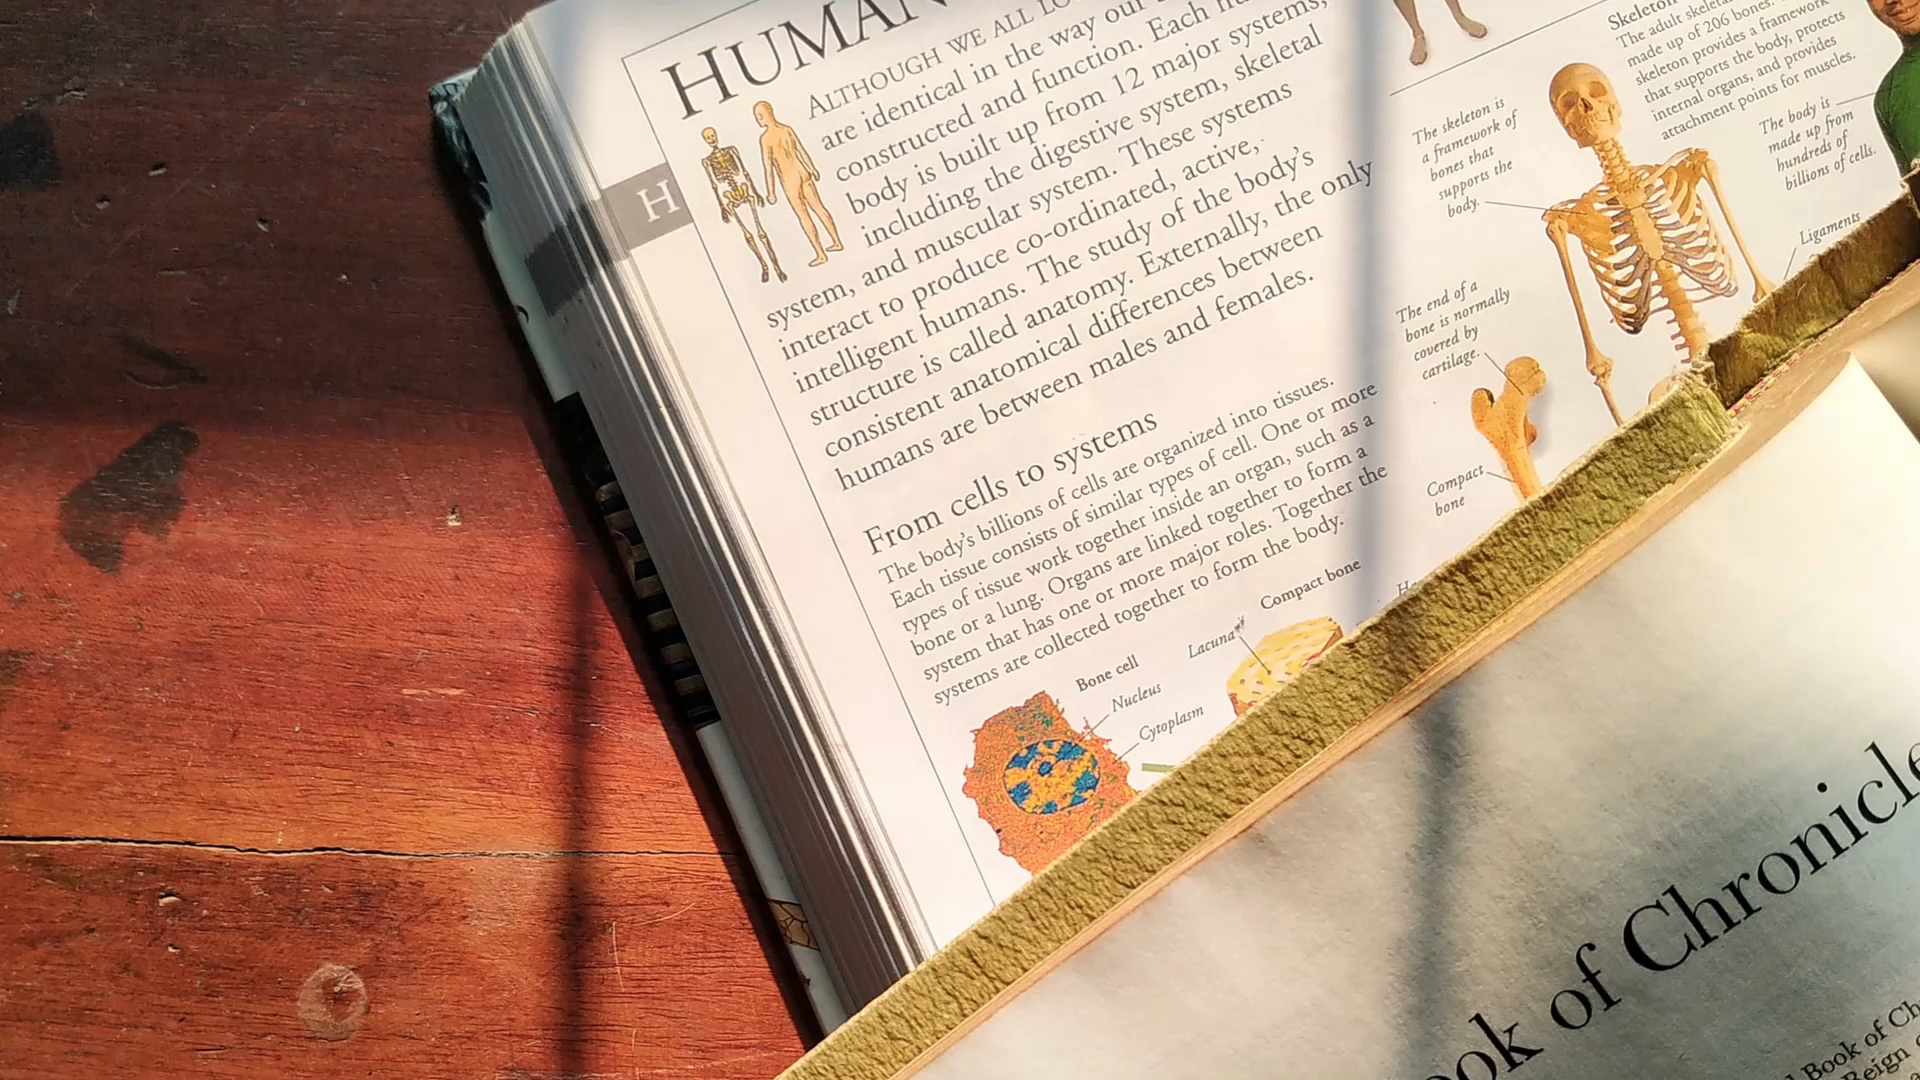 HUMAN
ALTHOUGH WE ALL
are identical in the way our
constructed and function. Each
body is built up from 12 major systems,
including the digestive system, skeletal
system, and muscular system. These systems
interact to produce co-ordinated, active,
intelligent humans. The study of the body's
structure is called anatomy. Externally, the only
consistent anatomical differences between
humans are between males and females.
H
From cells to systems
The body's billions of cells are organized into tissues.
Each tissue consists of similar types of cell. One or more
types of tissue work together inside an organ, such as a
bone or a lung. Organs are linked together to form a
system that has one or more major roles. Together the
systems are collected together to form the body.
Bone cell
Nucleus
Cytoplasm
Lacuna
Compact bone
Skeleton
The adult
made up of 206 bones.
skeleton provides a framework
that supports the body, protects
internal organs, and provides
attachment points for muscles.
The skeleton is
a framework of
bones that
supports the
body.
The body is
made up from
hundreds of
billions of cells.
Ligaments
The end of a
bone is normally
covered by
cartilage.
Compact
bone
of Chronicle
Book of
Reign